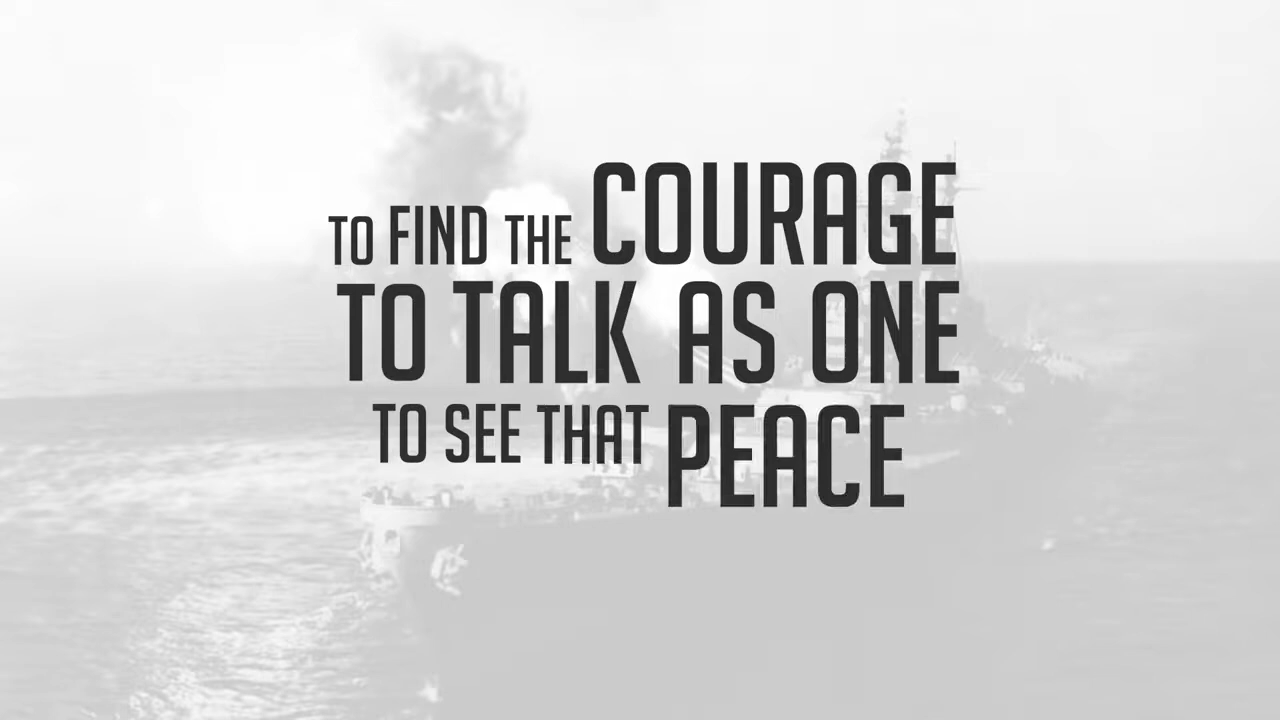 TO FIND THE COURAGE
TO TALK AS ONE
TO SEE THAT PEACE